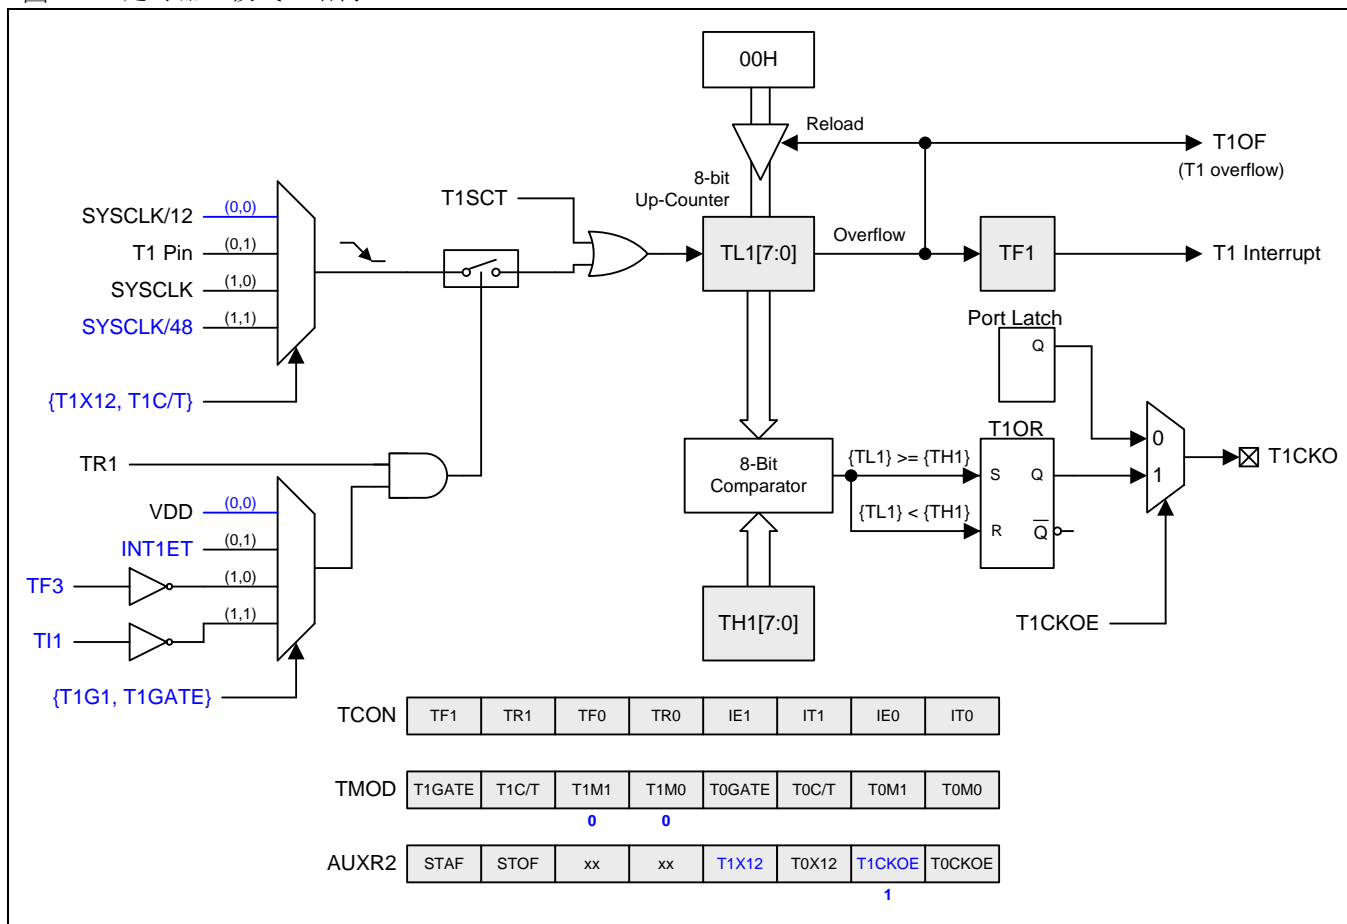 00H
Reload
T1OF
(T1 overflow)
8-bit
Up-Counter
T1SCT
SYSCLK/12
(0,0)
T1 Pin
(0,1)
SYSCLK
(1,0)
SYSCLK/48
(1,1)
{T1X12, T1C/T}
TL1[7:0]
Overflow
TF1
T1 Interrupt
Port Latch
Q
T1OR
0
1
T1CKO
TR1
8-Bit
Comparator
{TL1} >= {TH1}
{TL1} < {TH1}
S
Q
R
Q
VDD
(0,0)
INT1ET
(0,1)
TF3
(1,0)
TI1
(1,1)
{T1G1, T1GATE}
TH1[7:0]
T1CKOE
TCON TF1 TR1 TF0 TR0 IE1 IT1 IE0 IT0
TMOD T1GATE T1C/T T1M1 T1M0 T0GATE T0C/T T0M1 T0M0
0 0
AUXR2 STAF STOF xx xx T1X12 T0X12 T1CKOE T0CKOE
1